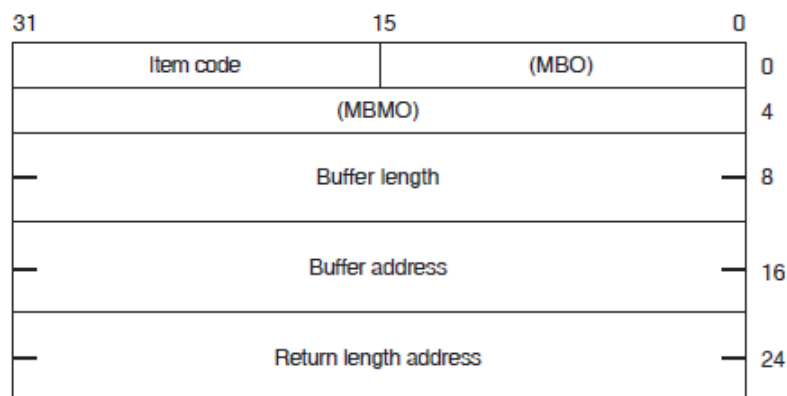 31 15 0
Item code (MBO) 0
(MBMO) 4
Buffer length 8
Buffer address 16
Return length address 24